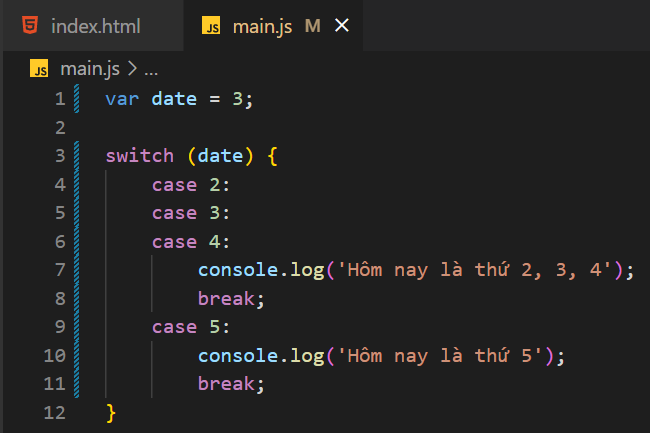 index.html
JS main.js M ×
JS main.js > ...
1 var date = 3;
2
3 switch (date) {
4     case 2:
5     case 3:
6     case 4:
7         console.log('Hôm nay là thứ 2, 3, 4');
8         break;
9     case 5:
10         console.log('Hôm nay là thứ 5');
11         break;
12 }